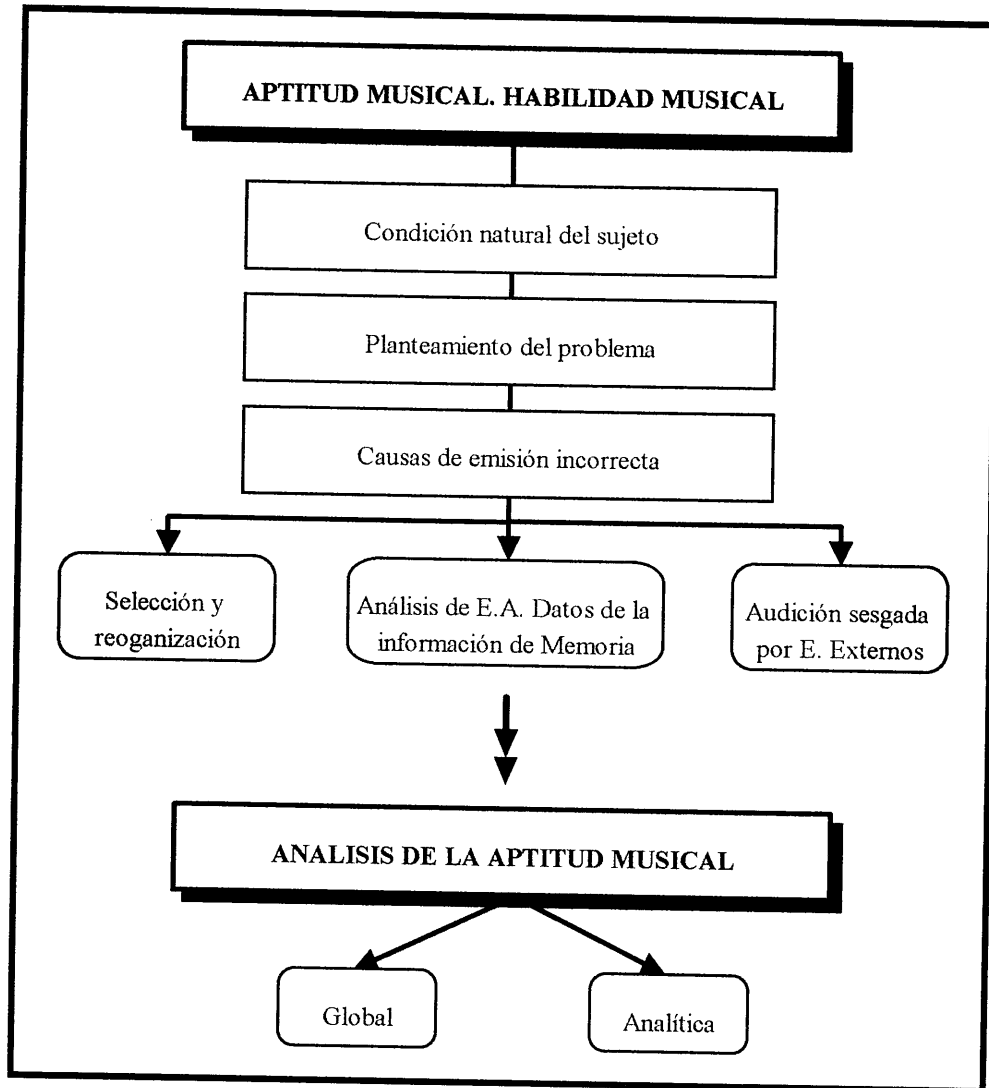 APTITUD MUSICAL. HABILIDAD MUSICAL
Condición natural del sujeto
Planteamiento del problema
Causas de emisión incorrecta
Selección y
reoganización
Análisis de E.A. Datos de la
información de Memoria
Audición sesgada
por E. Externos
ANALISIS DE LA APTITUD MUSICAL
Global
Analítica